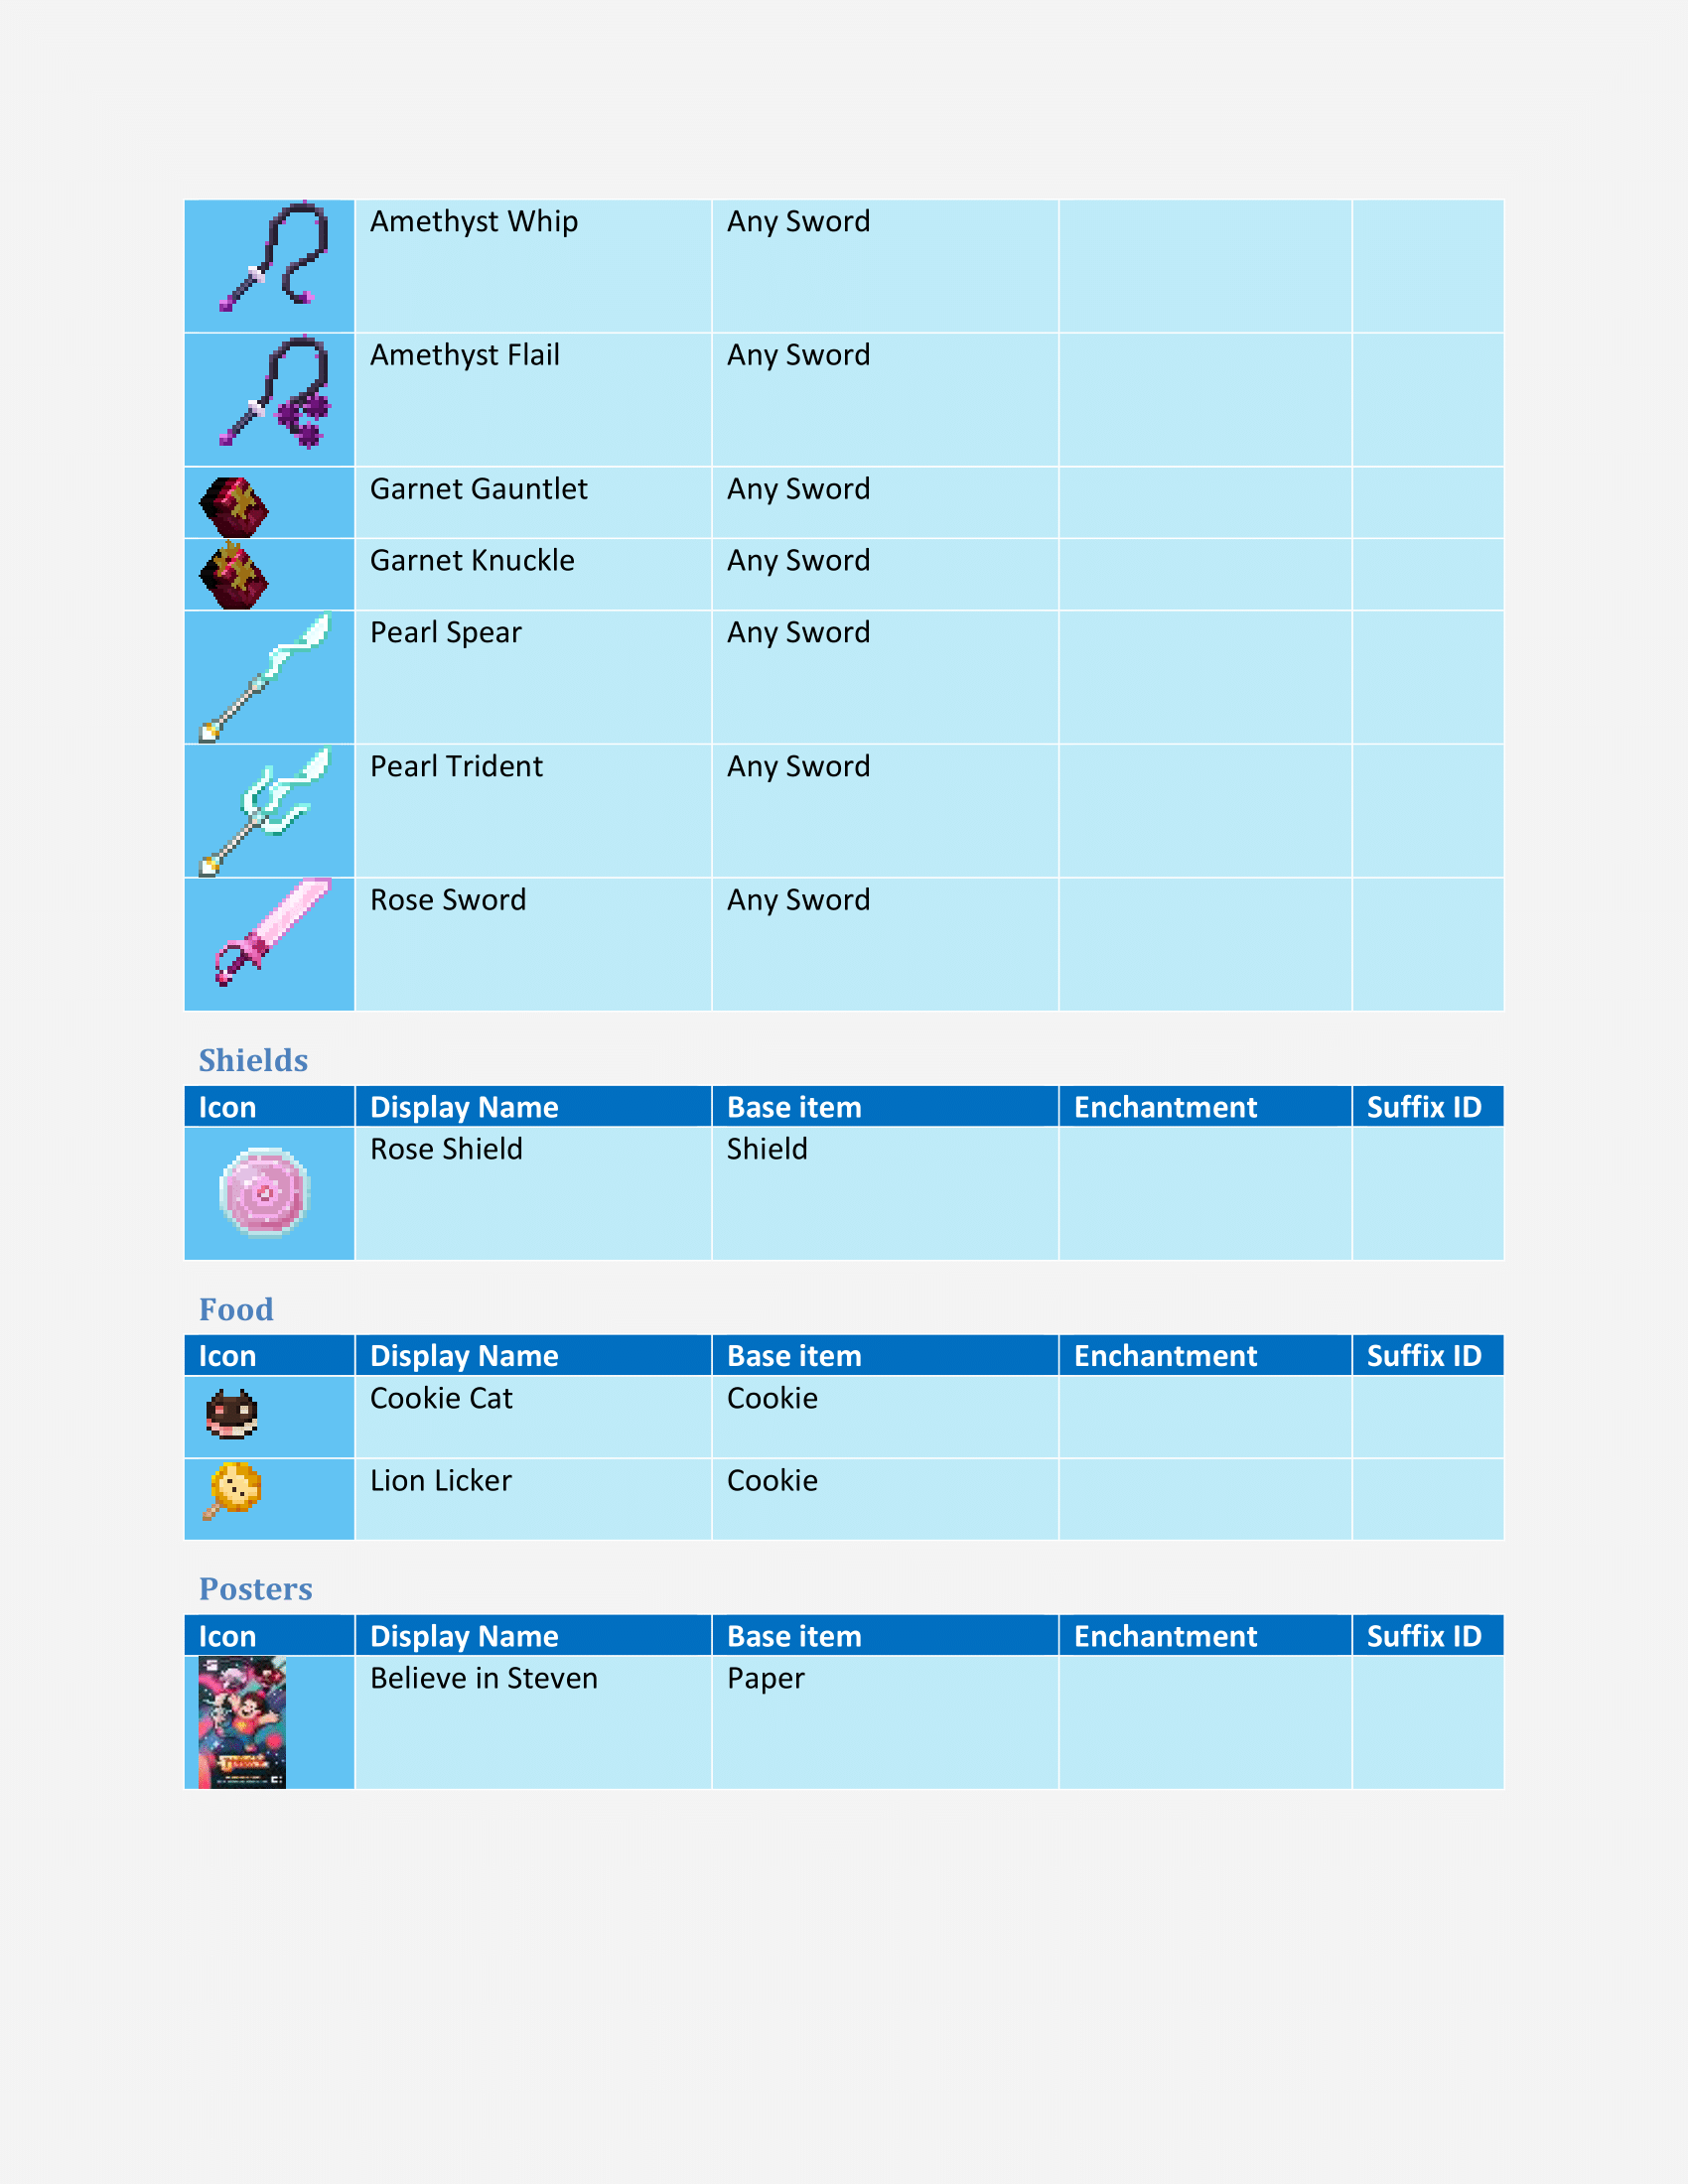 Amethyst Whip Any Sword
Amethyst Flail Any Sword
Garnet Gauntlet Any Sword
Garnet Knuckle Any Sword
Pearl Spear Any Sword
Pearl Trident Any Sword
Rose Sword Any Sword
Shields
Icon Display Name Base item Enchantment Suffix ID
Rose Shield Shield
Food
Icon Display Name Base item Enchantment Suffix ID
Cookie Cat Cookie
Lion Licker Cookie
Posters
Icon Display Name Base item Enchantment Suffix ID
Believe in Steven Paper